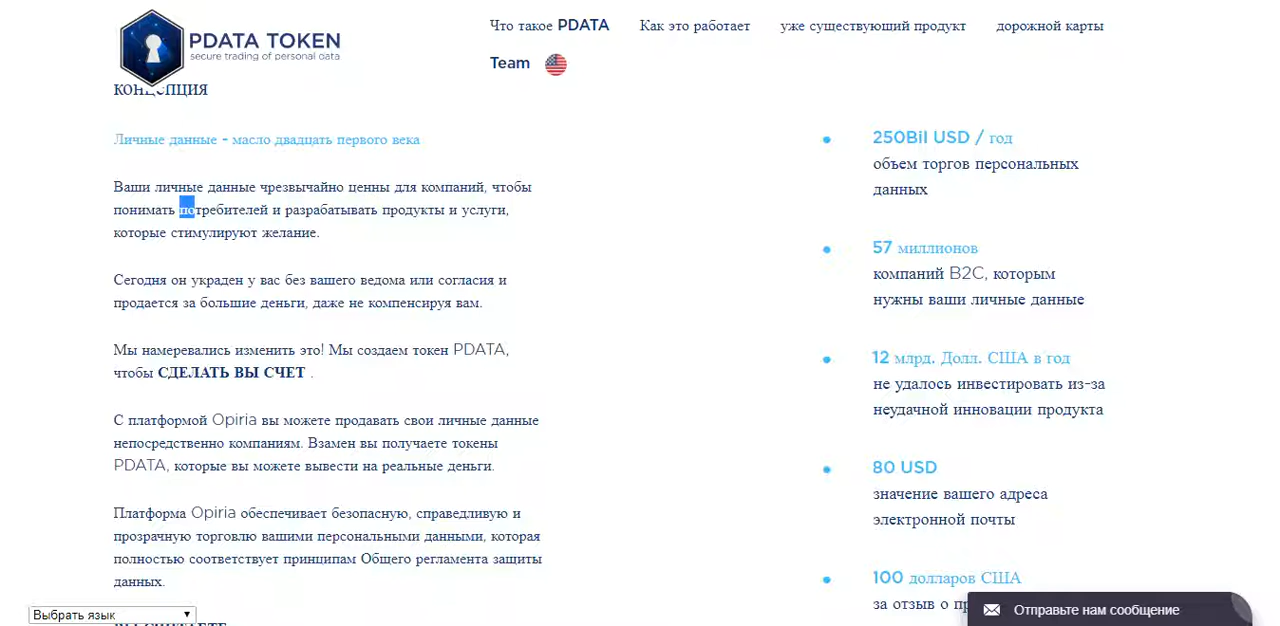 PDATA TOKEN
secure trading of personal data
Что такое PDATA
Как это работает
уже существующий продукт
дорожной карты
Team
КОНЦЕПЦИЯ
Личные данные - масло двадцать первого века
Ваши личные данные чрезвычайно ценны для компаний, чтобы
понимать потребителей и разрабатывать продукты и услуги,
которые стимулируют желание.
Сегодня он украден у вас без вашего ведома или согласия и
продается за большие деньги, даже не компенсируя вам.
Мы намеревались изменить это! Мы создаем токен PDATA,
чтобы СДЕЛАТЬ ВЫ СЧЕТ .
С платформой Opiria вы можете продавать свои личные данные
непосредственно компаниям. Взамен вы получаете токены
PDATA, которые вы можете вывести на реальные деньги.
Платформа Opiria обеспечивает безопасную, справедливую и
прозрачную торговлю вашими персональными данными, которая
полностью соответствует принципам Общего регламента защиты
данных.
250Bil USD / год
объем торгов персональных
данных
57 миллионов
компаний B2C, которым
нужны ваши личные данные
12 млрд. Долл. США в год
не удалось инвестировать из-за
неудачной инновации продукта
80 USD
значение вашего адреса
электронной почты
100 долларов США
за отзыв о
Выбрать язык
Отправьте нам сообщение